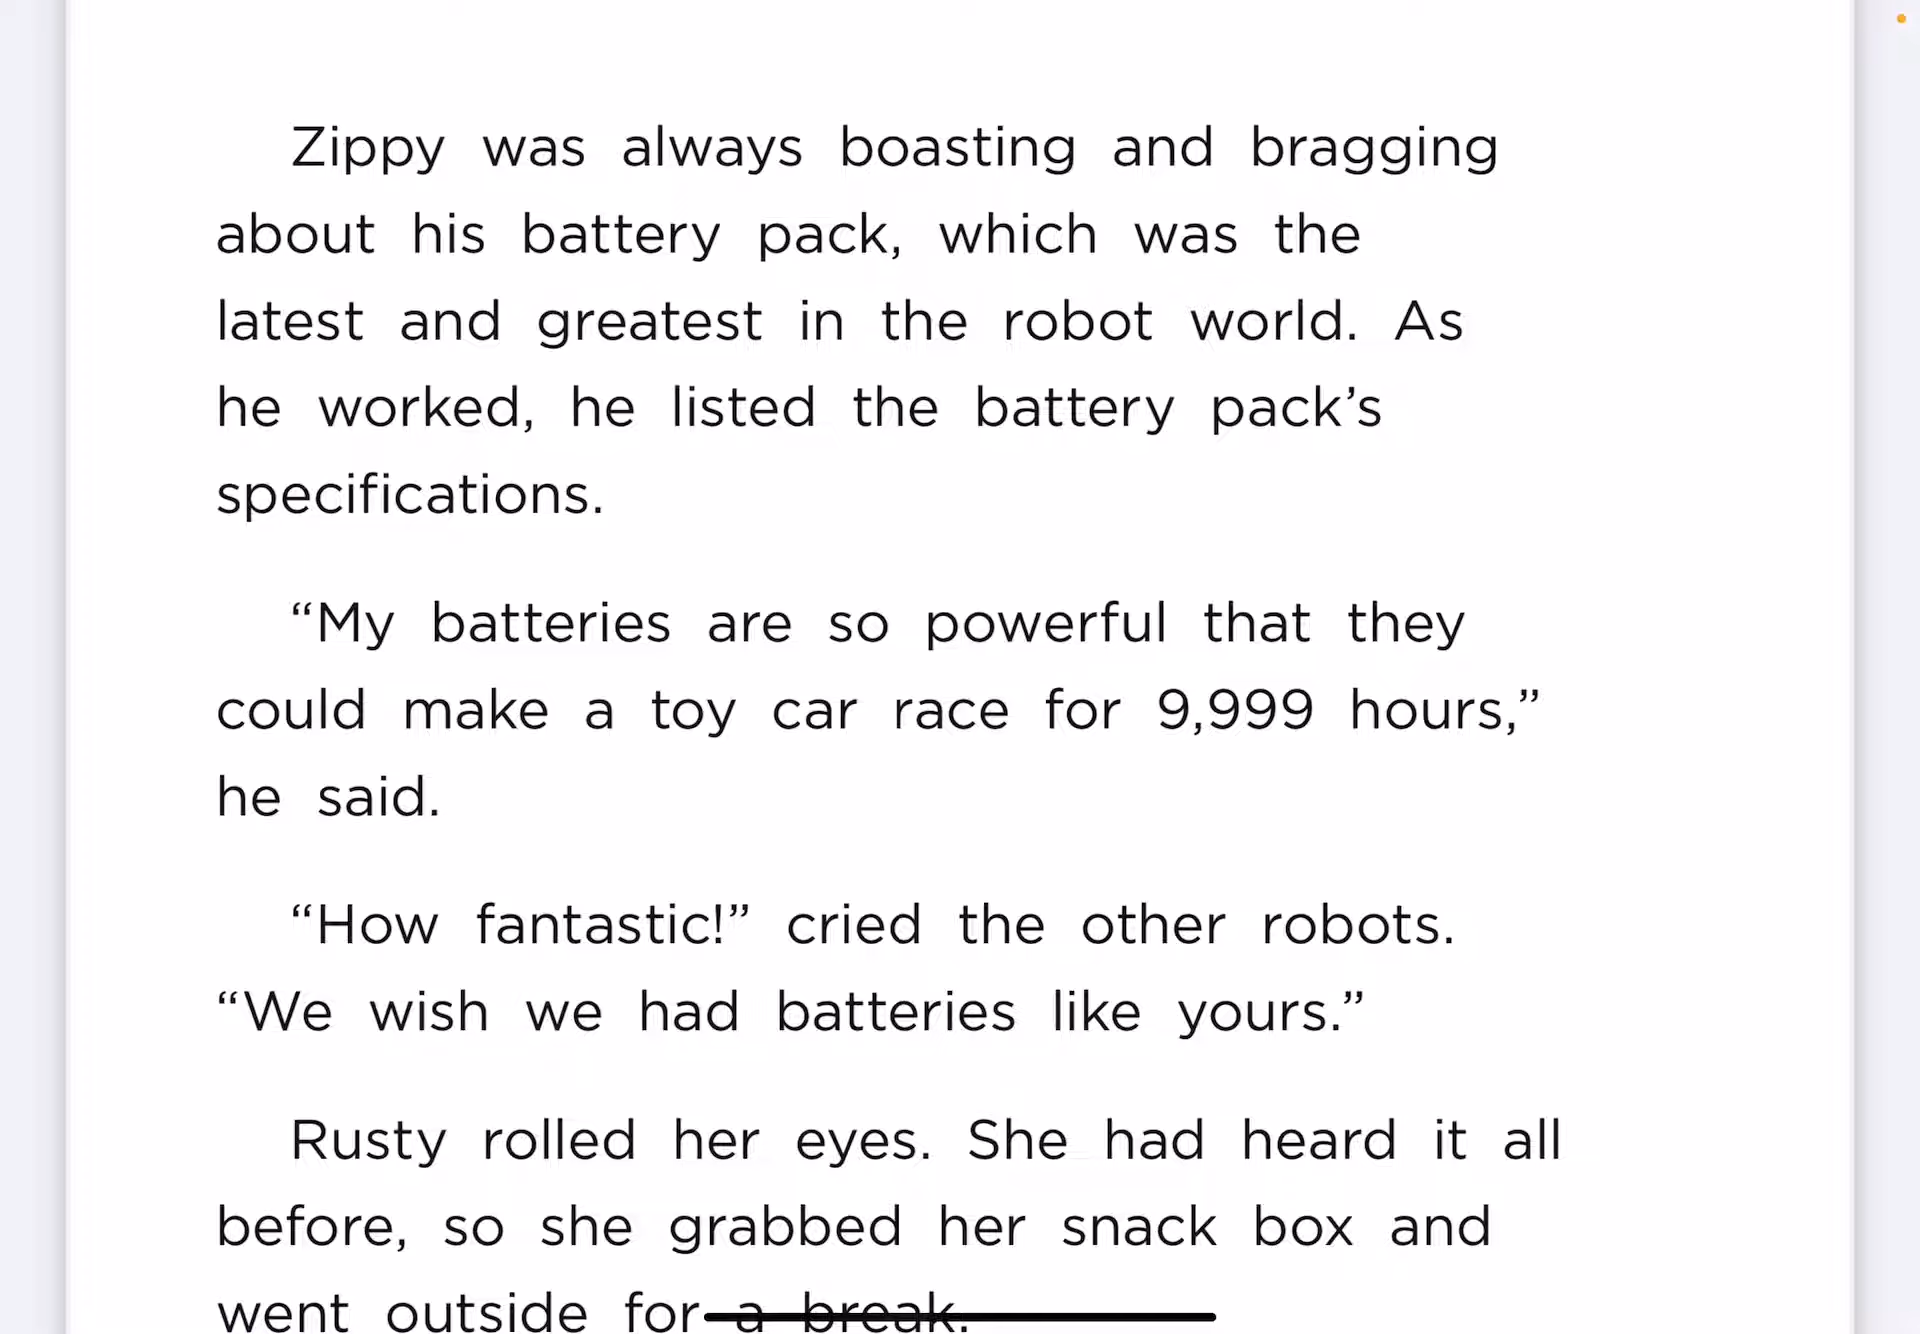 Zippy was always boasting and bragging
about his battery pack, which was the
latest and greatest in the robot world. As
he worked, he listed the battery pack’s
specifications.
“My batteries are so powerful that they
could make a toy car race for 9,999 hours,”
he said.
“How fantastic!” cried the other robots.
“We wish we had batteries like yours.”
Rusty rolled her eyes. She had heard it all
before, so she grabbed her snack box and
went outside for a break.